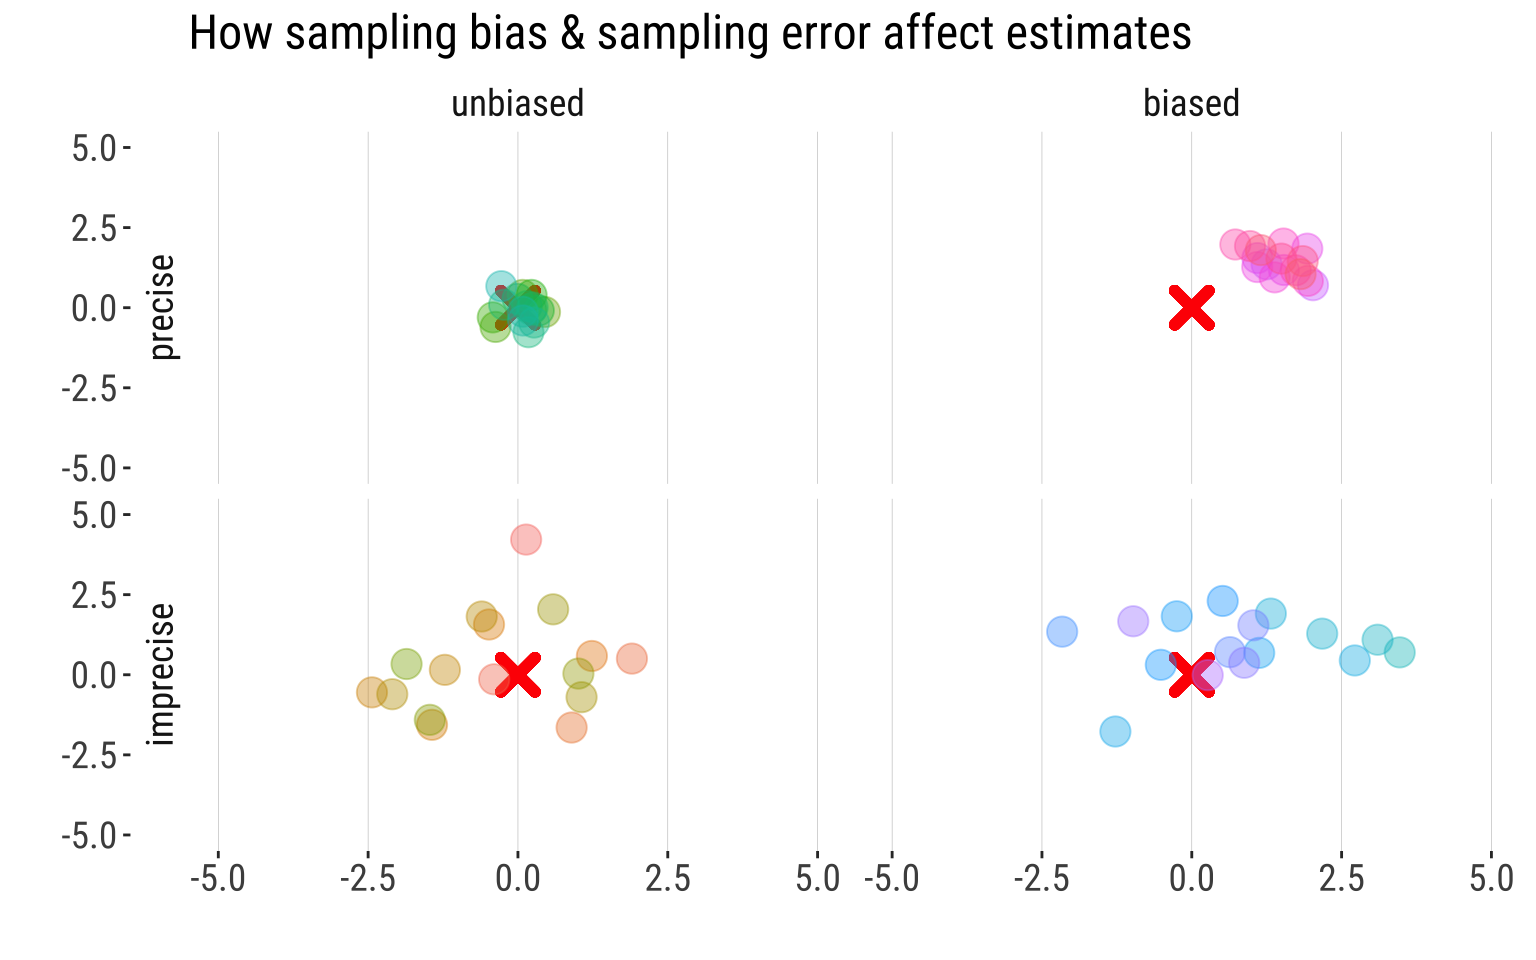 How sampling bias & sampling error affect estimates
unbiased
biased
5.0
2.5
0.0
-2.5
-5.0
precise
5.0
2.5
0.0
-2.5
-5.0
imprecise
-5.0 -2.5 0.0 2.5 5.0 -5.0 -2.5 0.0 2.5 5.0